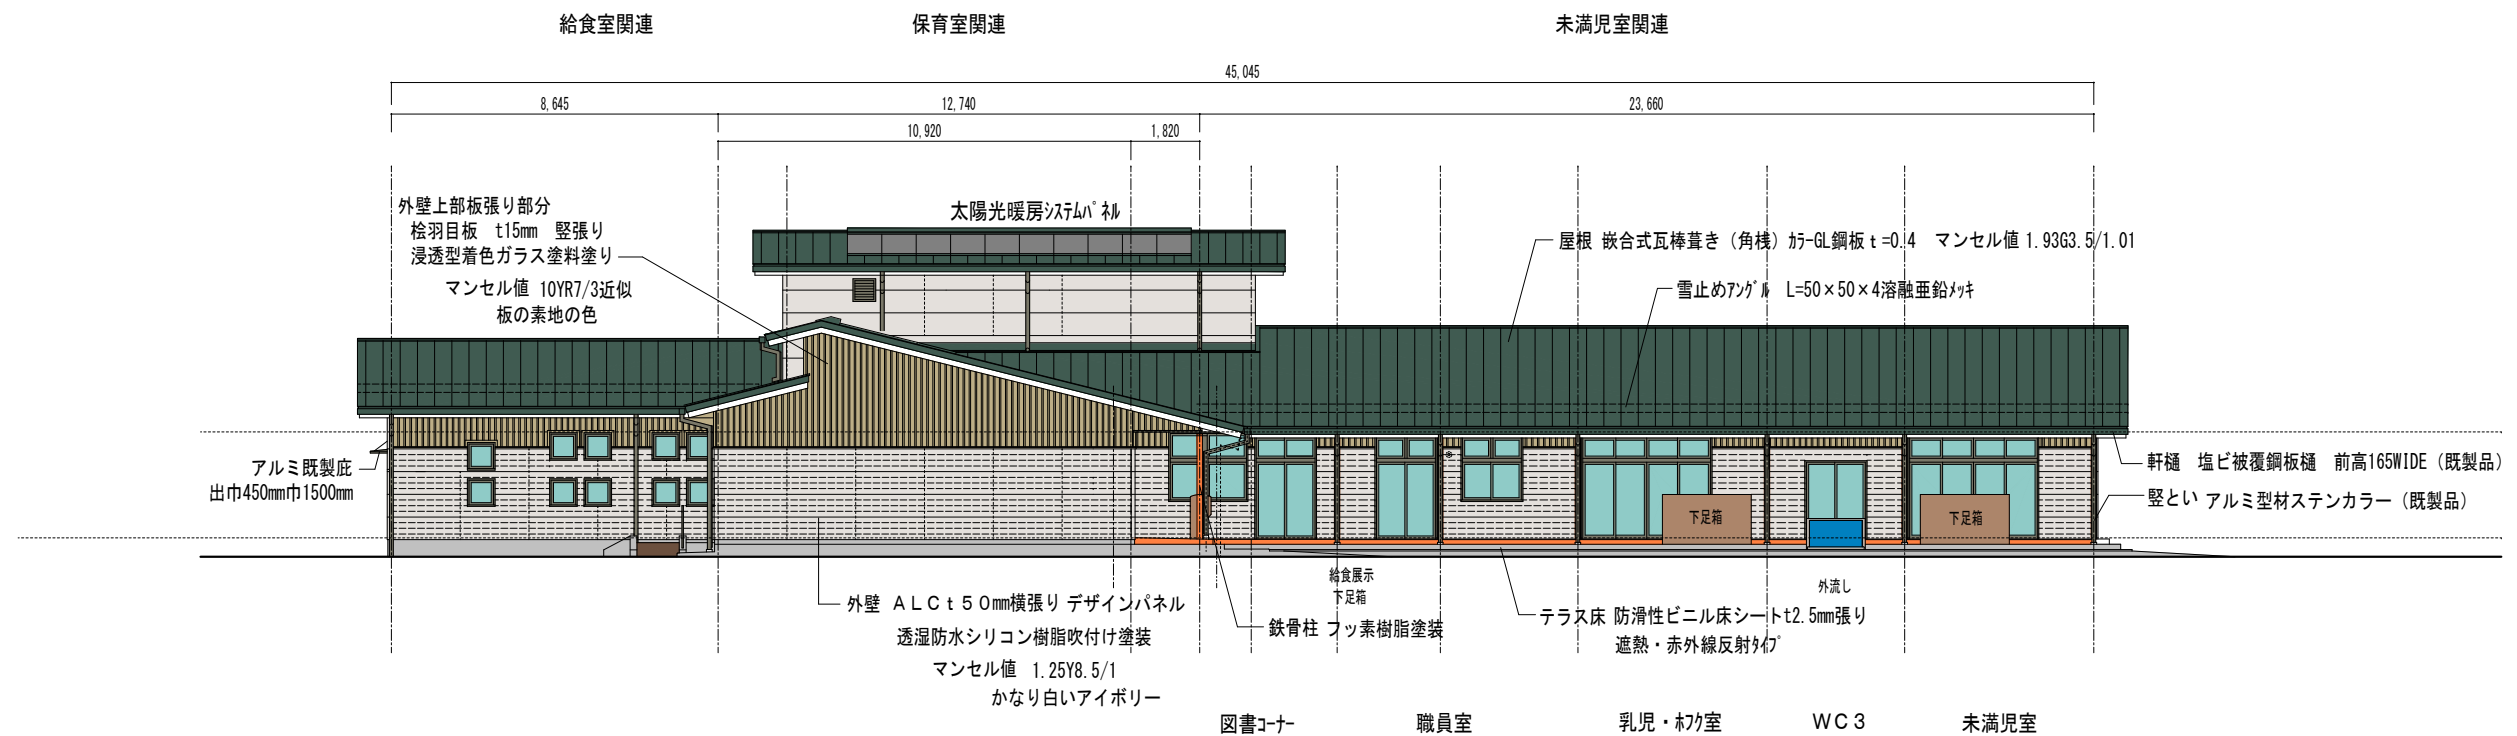 給食室関連
保育室関連
未満児室関連
45,045
8,645
12,740
23,660
10,920
1,820
外壁上部板張り部分
桧羽目板　t15mm　竪張り
浸透型着色ガラス塗料塗り
マンセル値 10YR7/3近似
板の素地の色
太陽光暖房ｼｽﾃﾑﾊﾟﾈﾙ
屋根 嵌合式瓦棒葺き（角桟）ｶﾗｰGL鋼板ｔ=0.4　マンセル値 1.93G3.5/1.01
雪止めｱﾝｸﾞﾙ　L=50×50×4溶融亜鉛ﾒｯｷ
アルミ既製庇
出巾450mm巾1500mm
軒樋　塩ビ被覆鋼板樋　前高165WIDE（既製品）
竪とい アルミ型材ステンカラー（既製品）
下足箱
下足箱
外壁 ＡＬＣｔ５０mm横張り デザインパネル
透湿防水シリコン樹脂吹付け塗装
マンセル値 1.25Y8.5/1
かなり白いアイボリー
給食展示
下足箱
鉄骨柱 フッ素樹脂塗装
外流し
テラス床 防滑性ビニル床シートt2.5mm張り
遮熱・赤外線反射ﾀｲﾌﾟ
図書ｺｰﾅｰ
職員室
乳児・ﾎﾌｸ室
ＷＣ３
未満児室